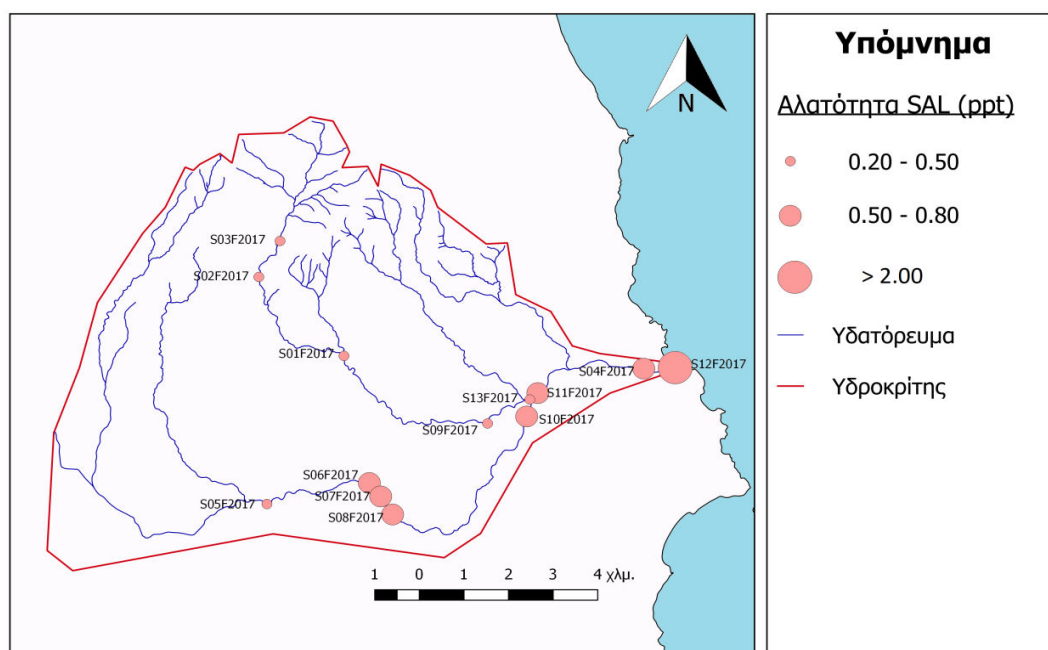 N
S03F2017
S02F2017
S01F2017
S04F2017
S12F2017
S11F2017
S13F2017
S10F2017
S09F2017
S06F2017
S07F2017
S05F2017
S08F2017
1 0 1 2 3 4 χλμ.
Υπόμνημα
Αλατότητα SAL (ppt)
0.20 - 0.50
0.50 - 0.80
> 2.00
Υδατόρευμα
Υδροκρίτης